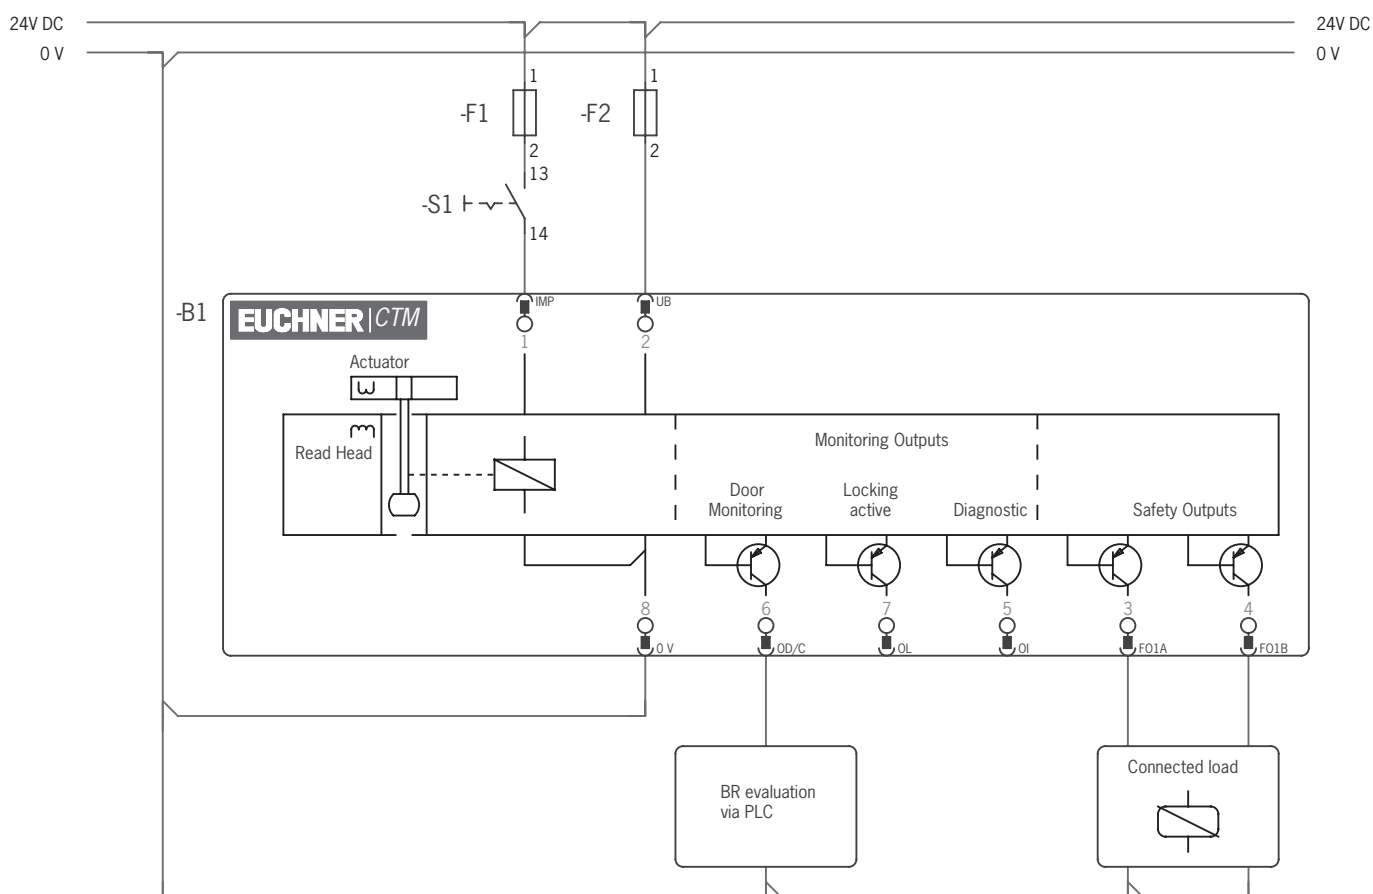 24V DC
24V DC
0 V
0 V
1
1
-F1
-F2
2
2
13
-S1
14
-B1
EUCHNER CTM
IMP
UB
1
2
Actuator
Read Head
Monitoring Outputs
Door
Monitoring
Locking
active
Diagnostic
Safety Outputs
8
6
7
5
3
4
0 V
OD/C
OL
OI
FO1A
FO1B
BR evaluation
via PLC
Connected load